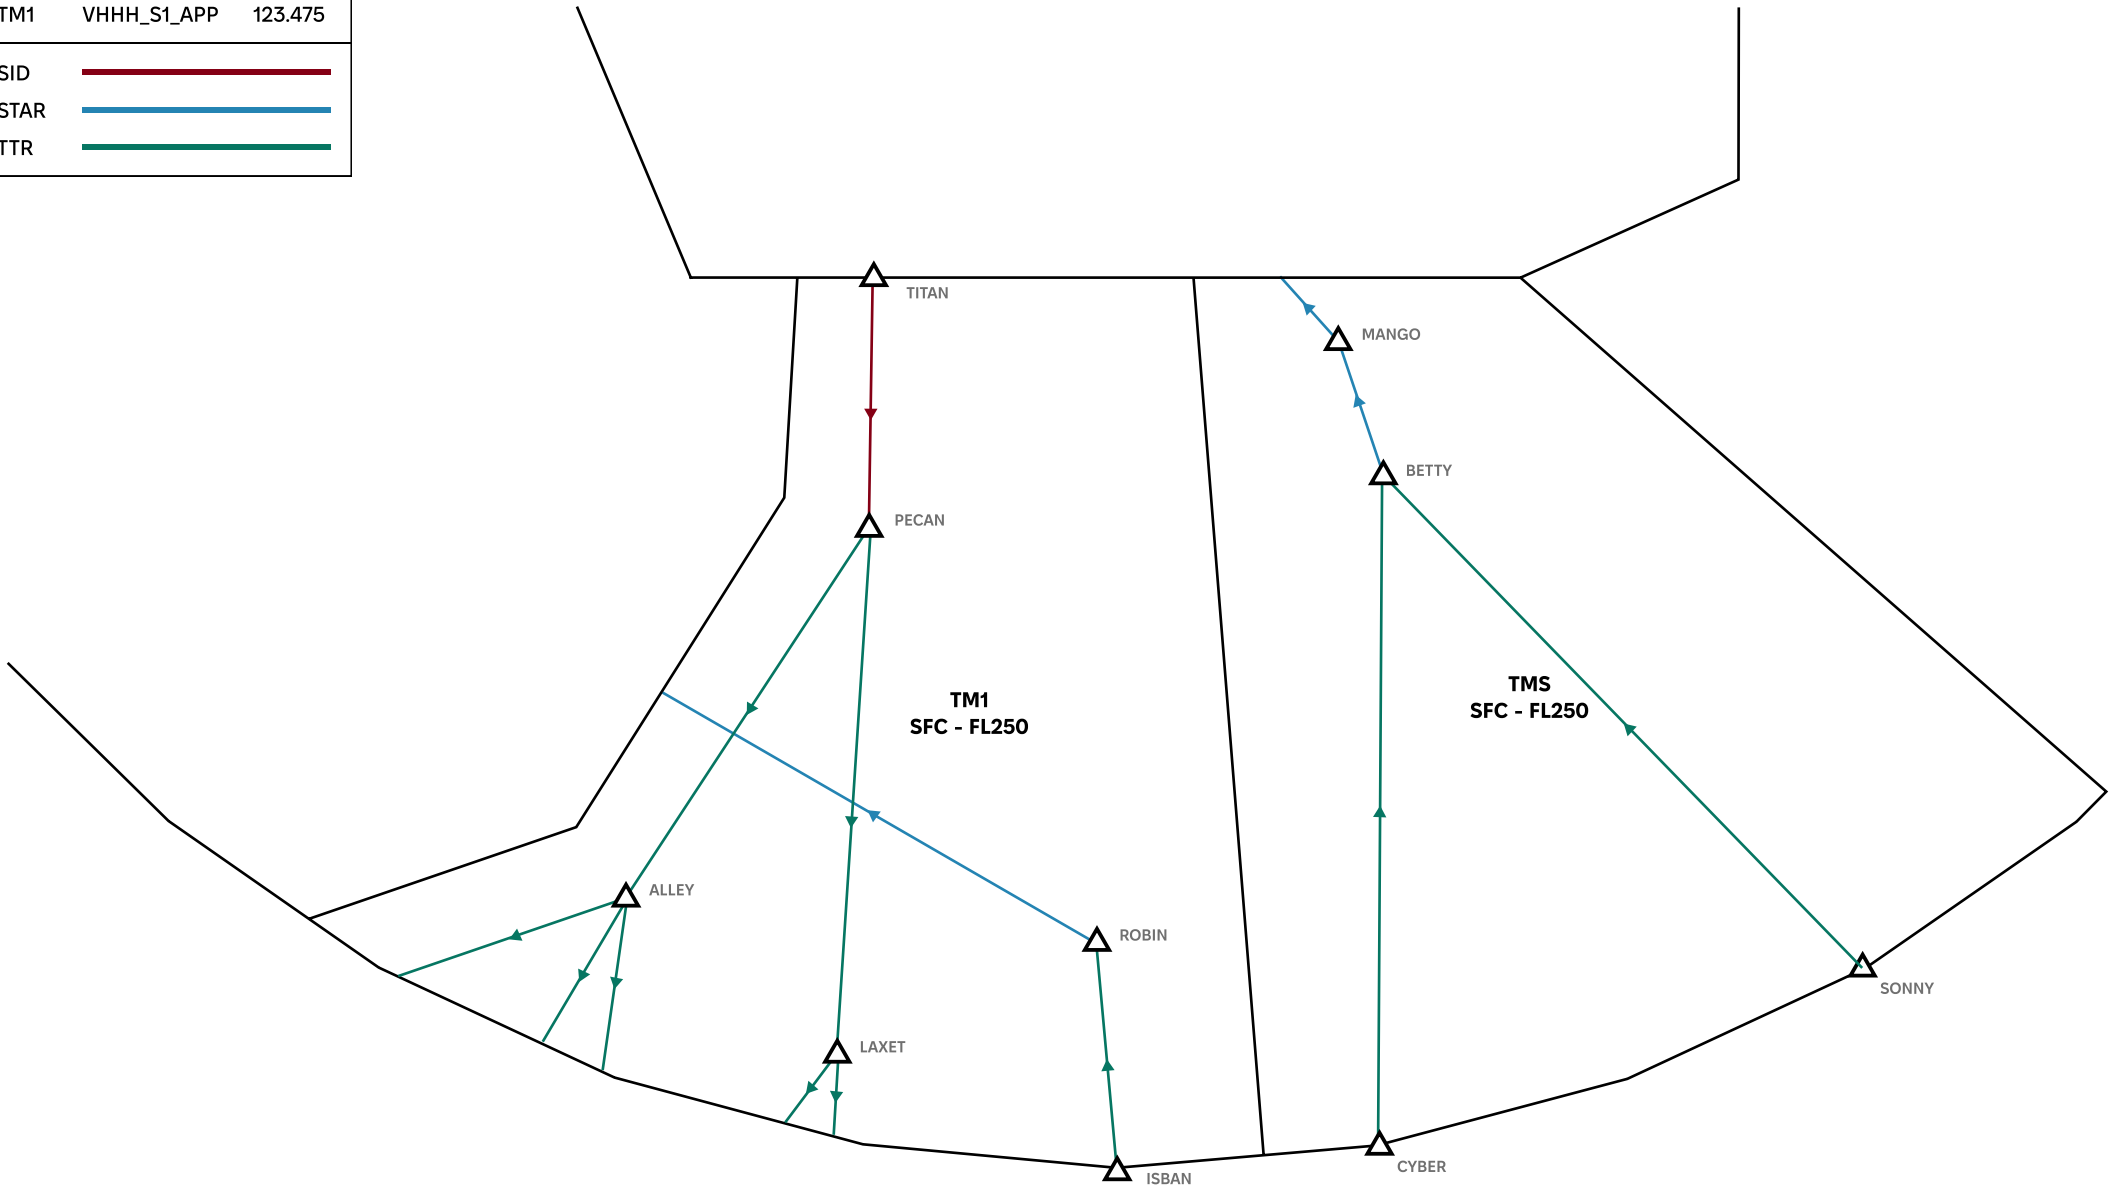 TM1 VHHH_S1_APP 123.475
SID
STAR
TTR
TITAN
MANGO
BETTY
PECAN
TM1
SFC - FL250
TMS
SFC - FL250
ALLEY
ROBIN
SONNY
LAXET
CYBER
ISBAN